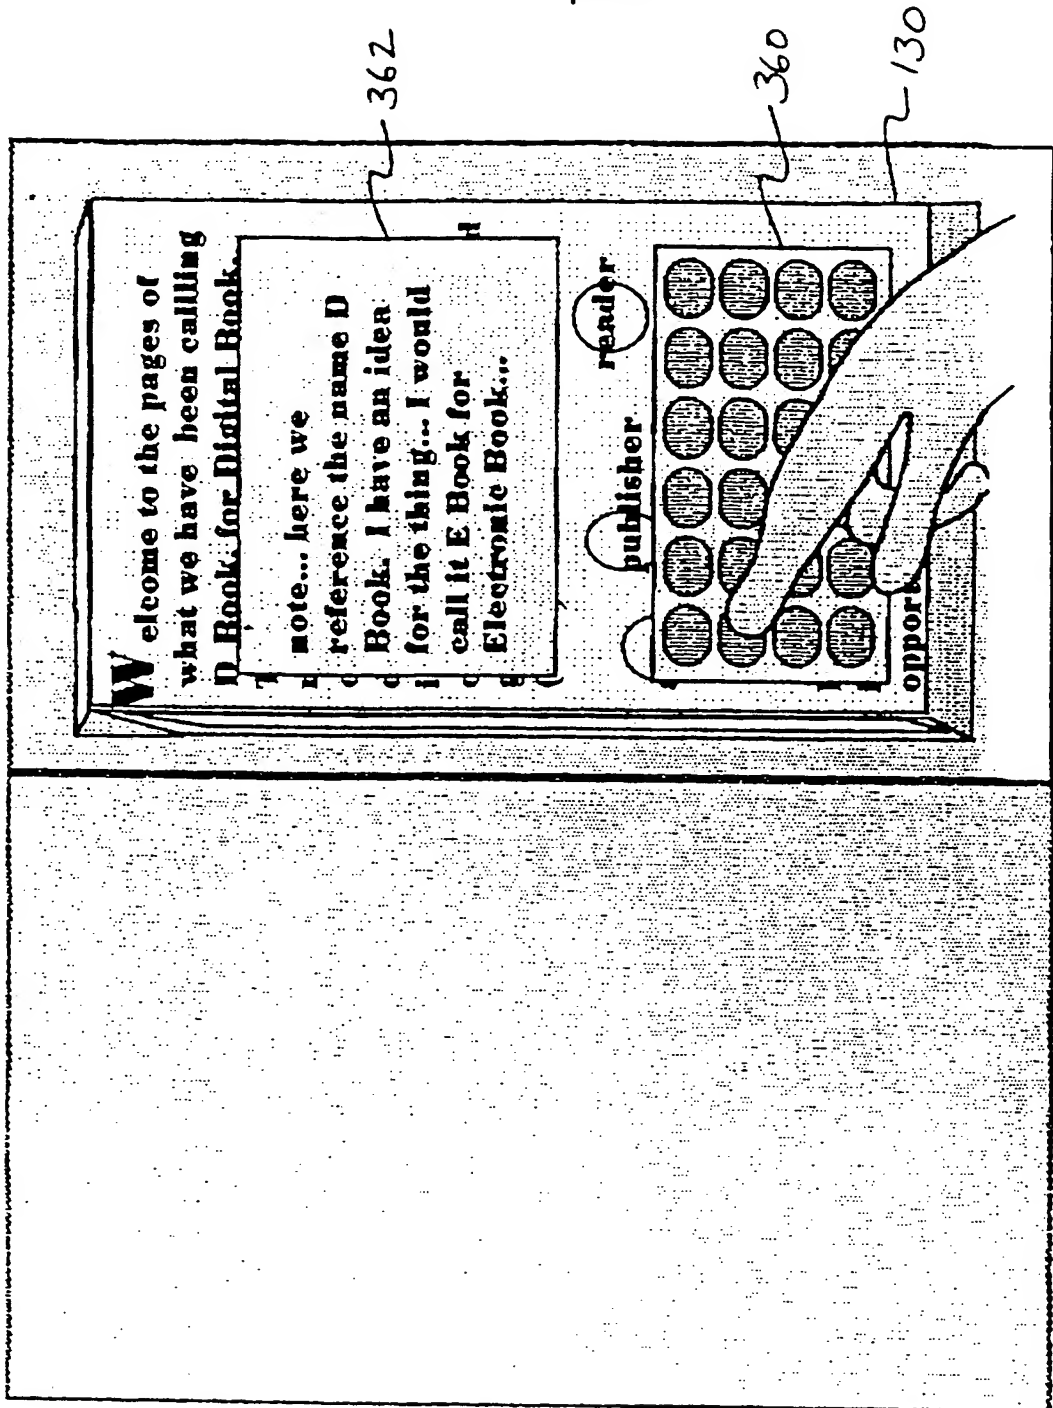 Welcome to the pages of
what we have been callling
D Book for Digital Book.
note... here we
reference the name D
Book. I have an idea
for the thing... I would
call it E Book for
Electronic Book...
362
publisher
reader
360
opport
130